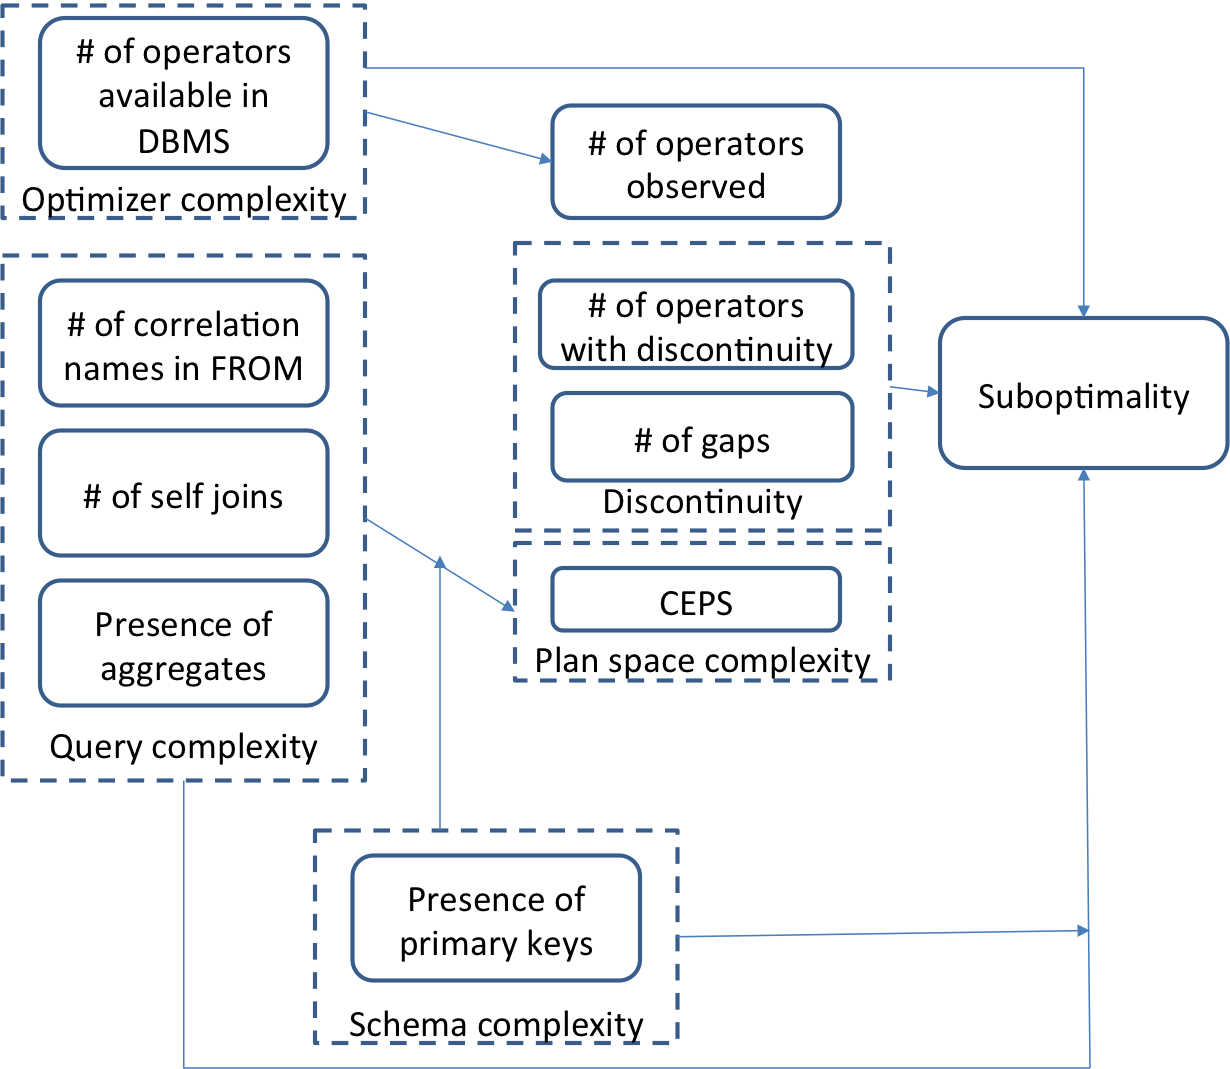 # of operators
available in
DBMS
Optimizer complexity
# of operators
observed
# of correlation
names in FROM
# of self joins
Presence of
aggregates
Query complexity
# of operators
with discontinuity
# of gaps
Discontinuity
CEPS
Plan space complexity
Suboptimality
Presence of
primary keys
Schema complexity